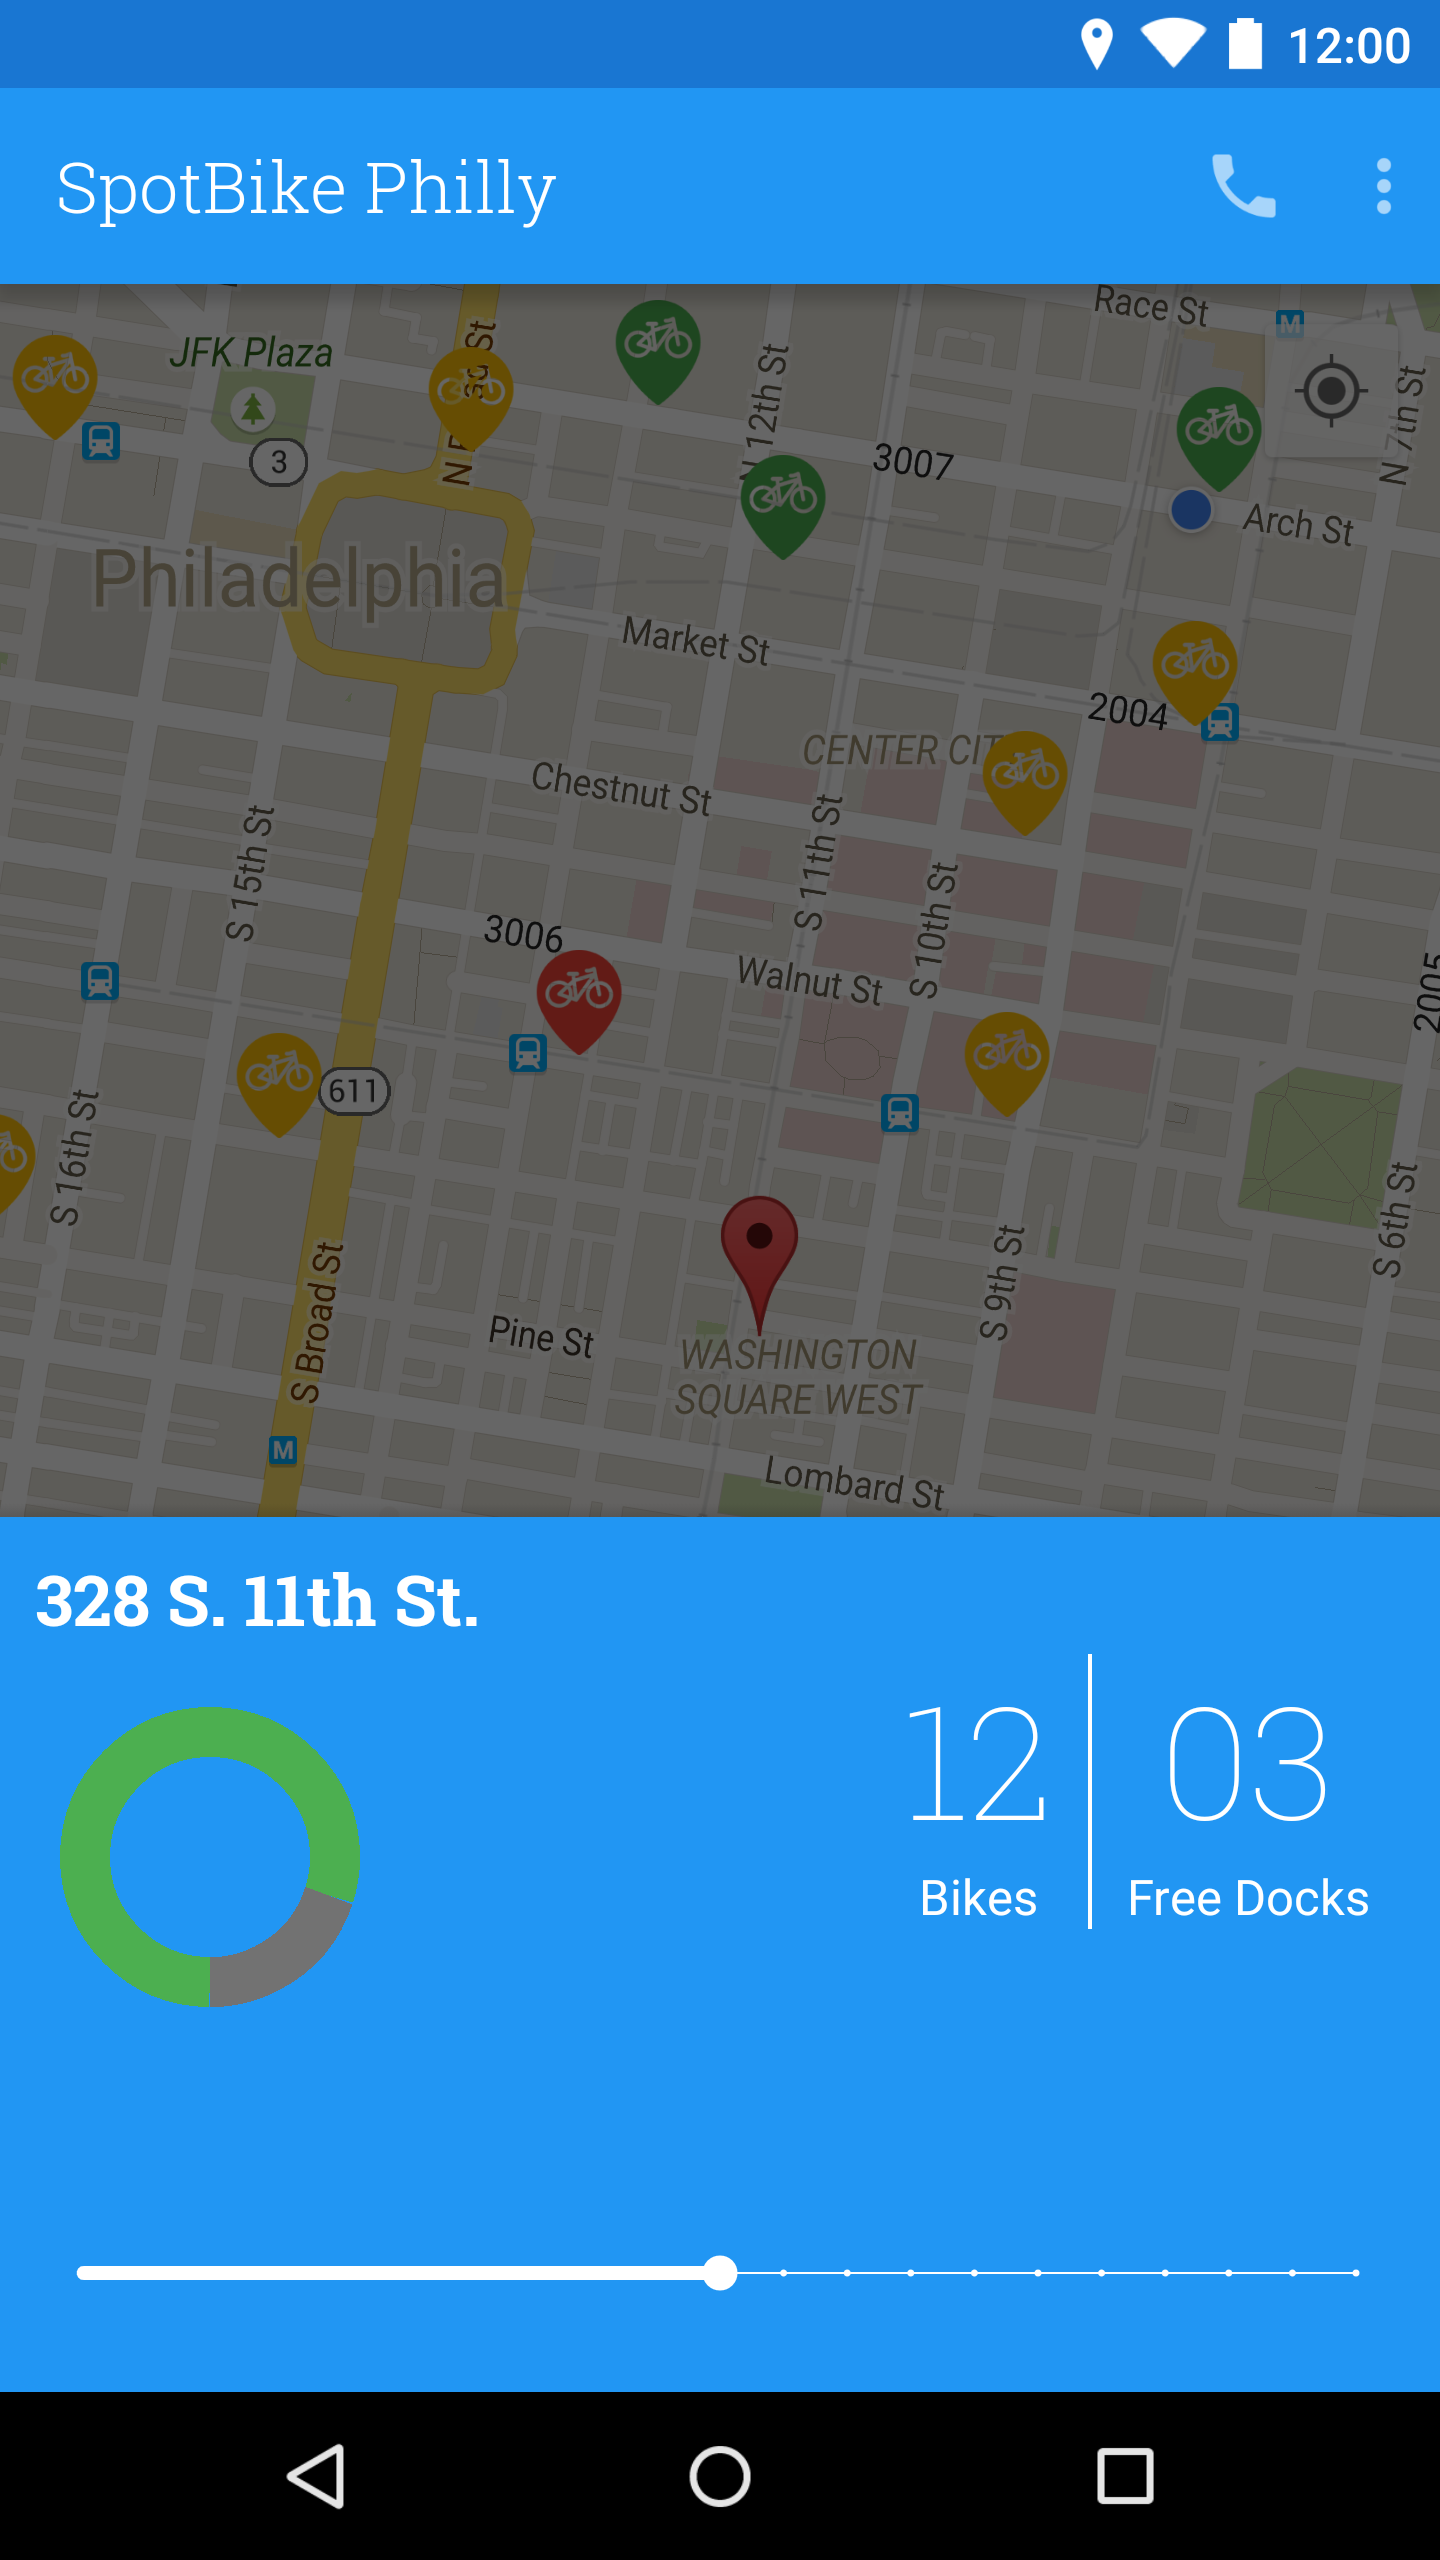 12:00
SpotBike Philly
Race St
M
JFK Plaza
3
N 12th St
3007
N 7th St
Arch St
Philadelphia
Market St
2004
CENTER CIT
Chestnut St
S 15th St
S 11th St
S 10th St
3006
Walnut St
2005
611
S 16th St
S 6th St
S 9th St
S Broad St
Pine St
WASHINGTON
SQUARE WEST
M
Lombard St
328 S. 11th St.
12
03
Bikes
Free Docks